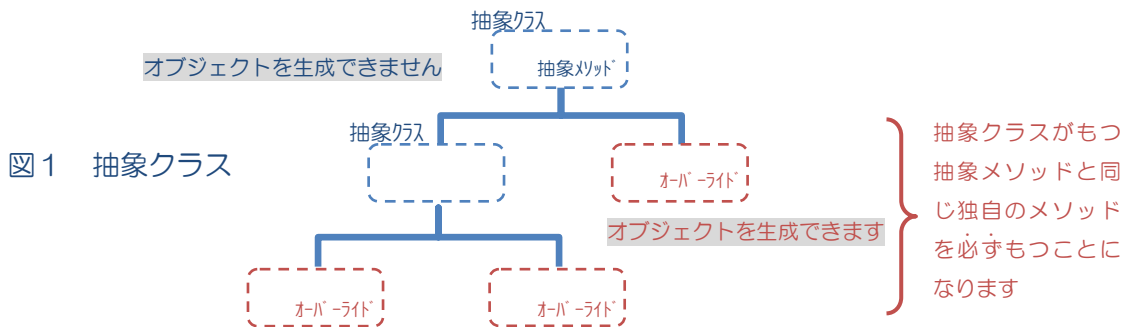 抽象ｸﾗｽ
オブジェクトを生成できません
抽象ﾒｿｯﾄﾞ
抽象ｸﾗｽ
図１　抽象クラス
ｵｰﾊﾞｰﾗｲﾄﾞ
オブジェクトを生成できます
ｵｰﾊﾞｰﾗｲﾄﾞ
ｵｰﾊﾞｰﾗｲﾄﾞ
抽象クラスがもつ
抽象メソッドと同
じ独自のメソッド
を必ずもつことに
なります